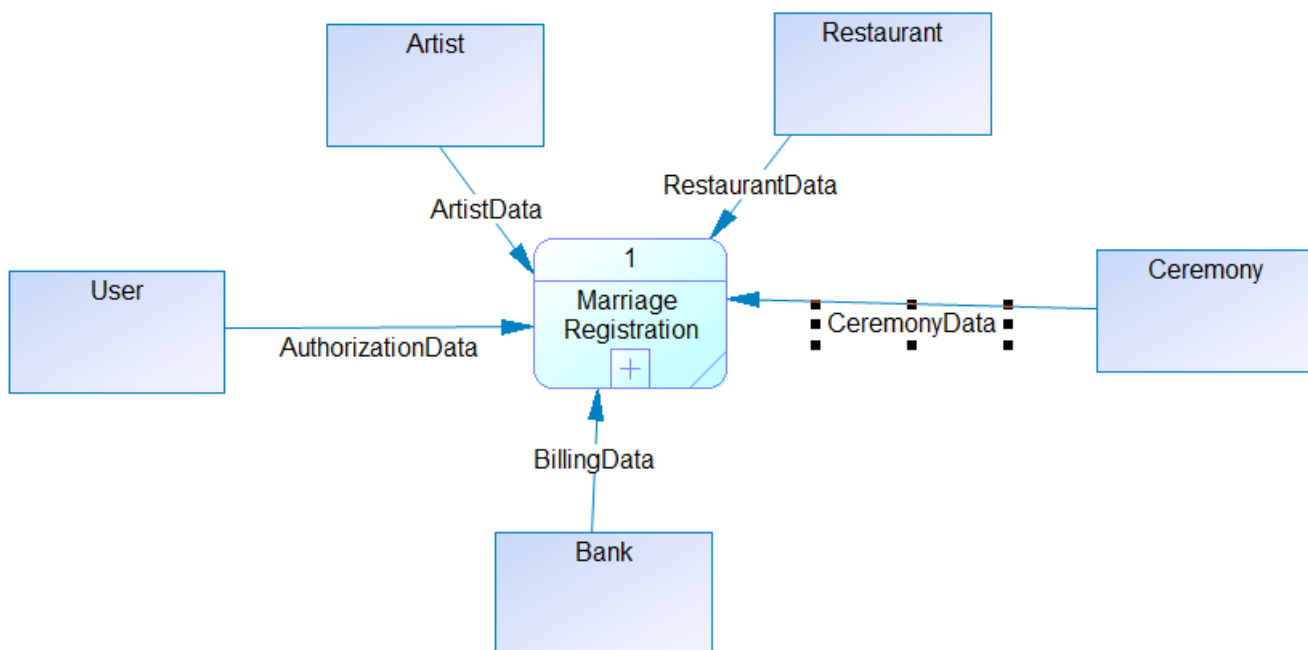 Restaurant
Artist
RestaurantData
ArtistData
1
Marriage
Registration
Ceremony
User
CeremonyData
AuthorizationData
BillingData
Bank